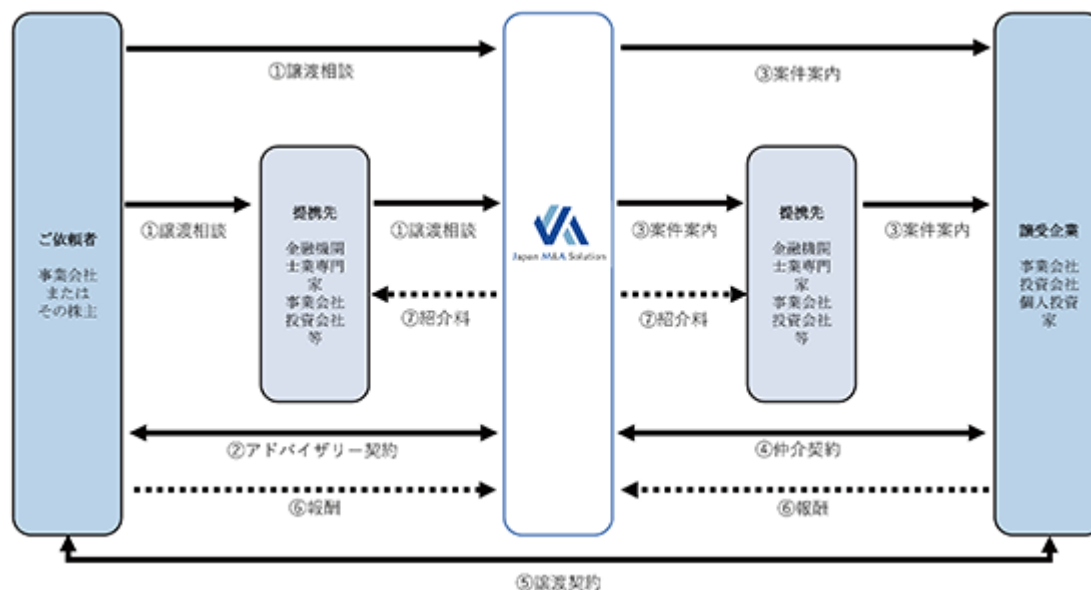 ①譲渡相談
③案件案内
ご依頼者
事業会社
または
その株主
①譲渡相談
提携先
金融機関
士業専門
家
事業会社
投資会社
等
①譲渡相談
⑦紹介料
Japan M&A Solution
③案件案内
⑦紹介料
提携先
金融機関
士業専門
家
事業会社
投資会社
等
③案件案内
譲受企業
事業会社
投資会社
個人投資
家
②アドバイザリー契約
④仲介契約
⑥報酬
⑥報酬
⑤譲渡契約